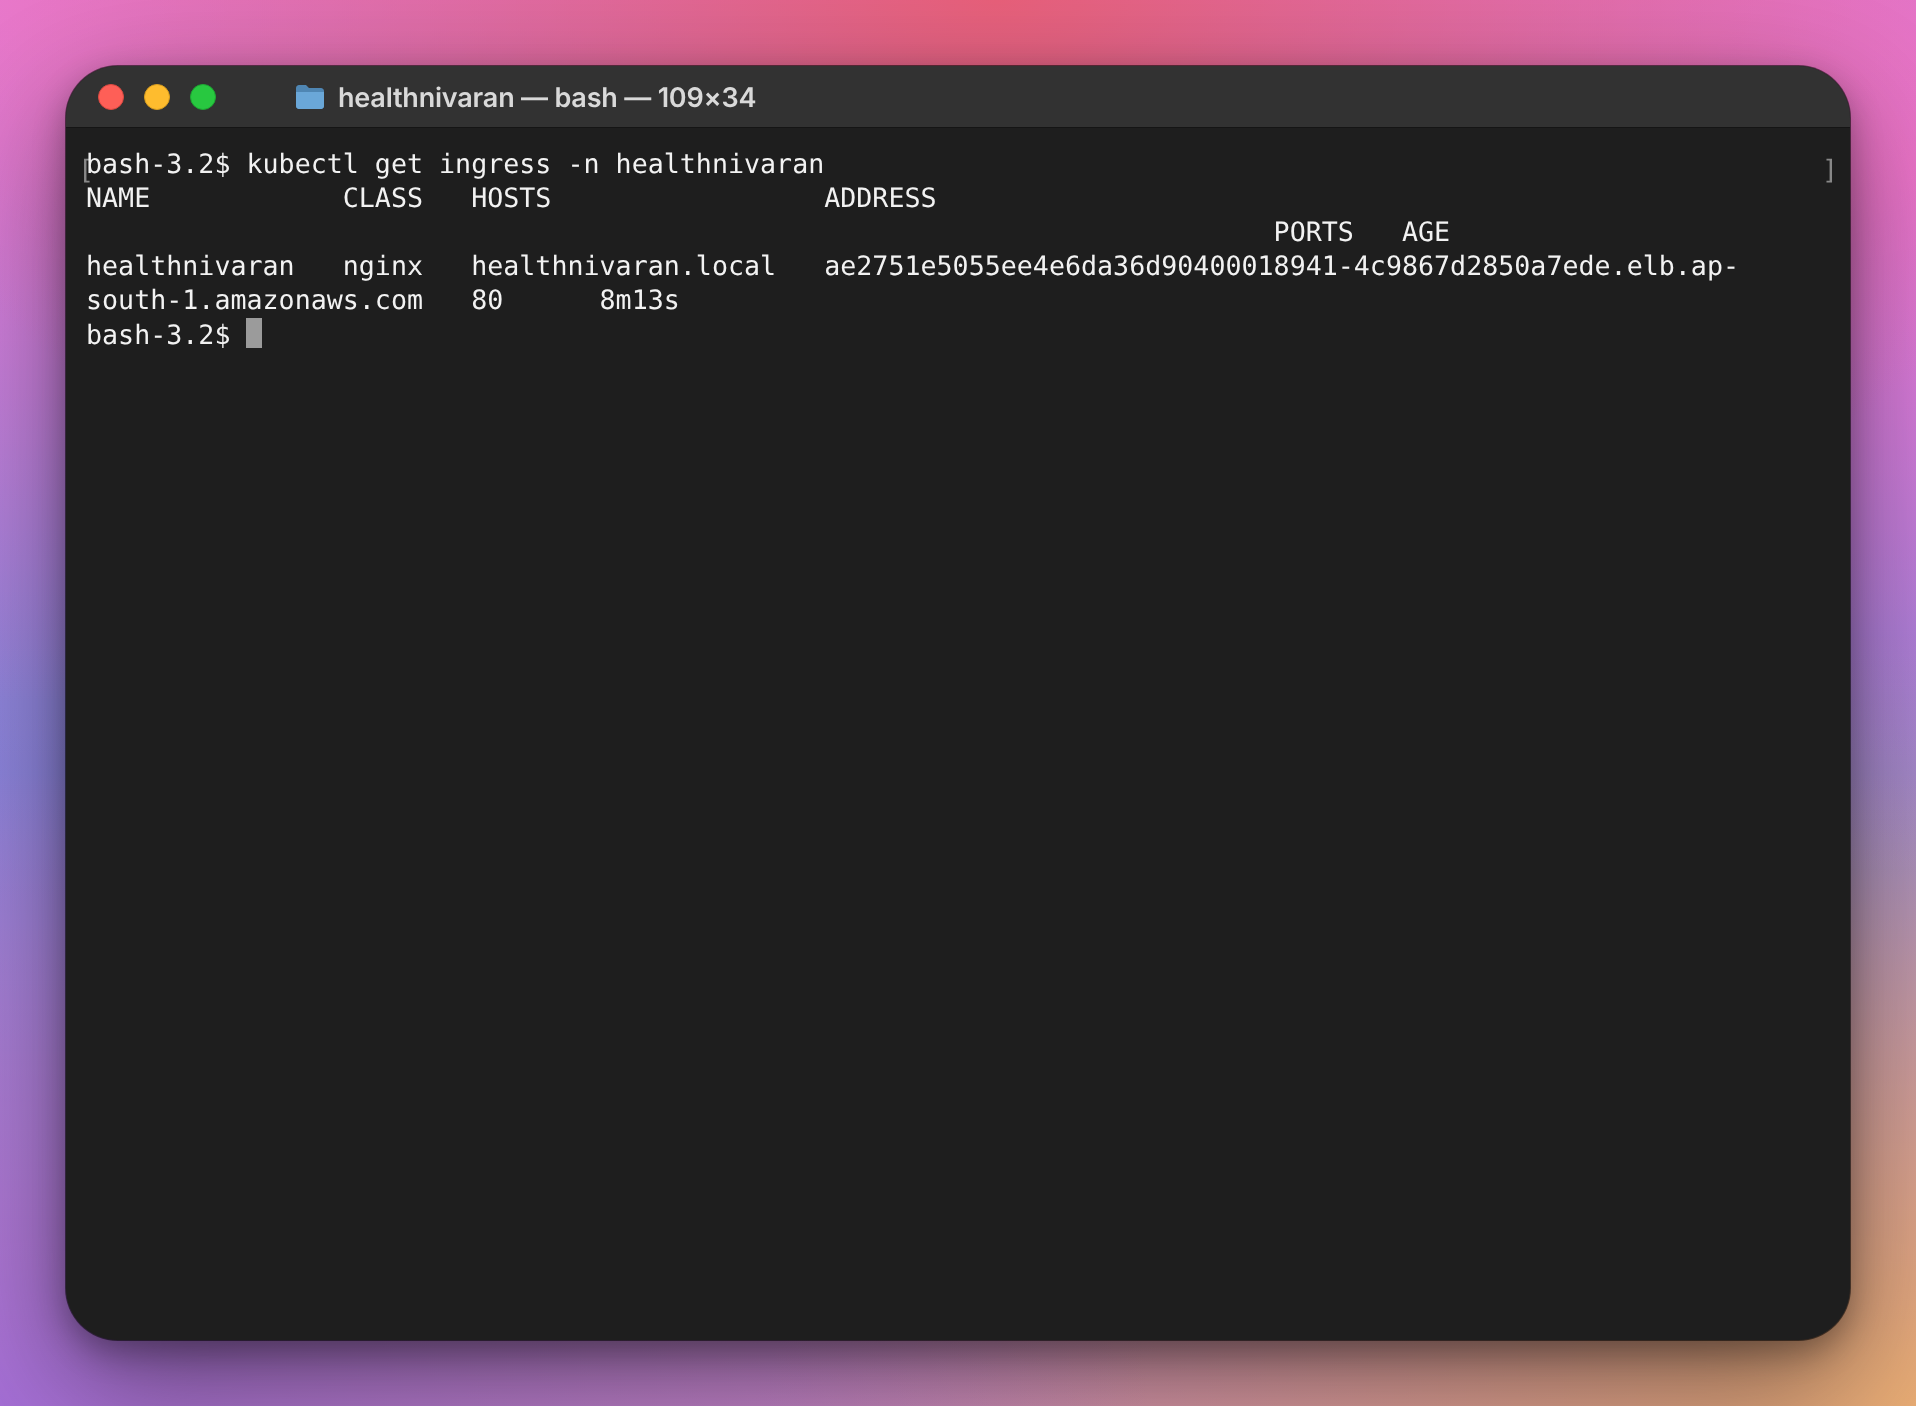 healthnivaran — bash — 109×34
[bash-3.2$ kubectl get ingress -n healthnivaran ]
NAME            CLASS   HOSTS                 ADDRESS
                                                                          PORTS   AGE
healthnivaran   nginx   healthnivaran.local   ae2751e5055ee4e6da36d90400018941-4c9867d2850a7ede.elb.ap-
south-1.amazonaws.com   80      8m13s
bash-3.2$